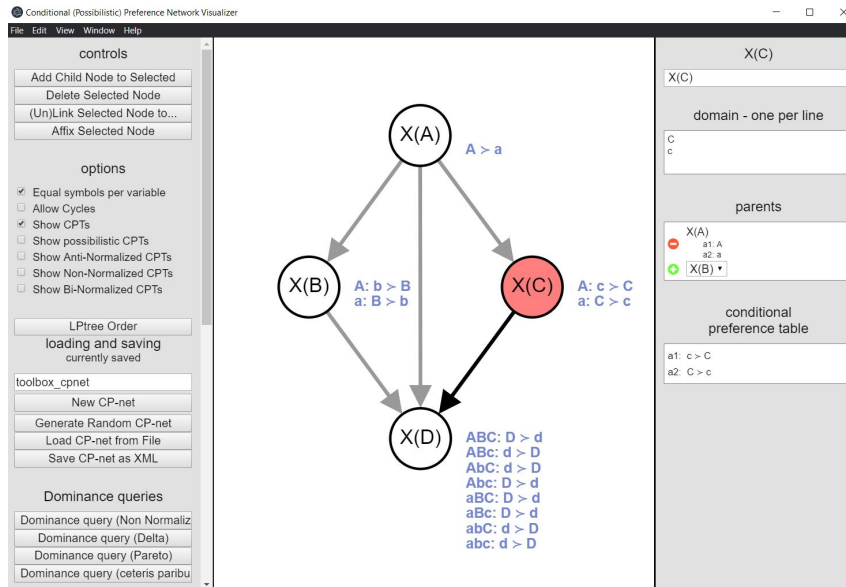 Conditional (Possibilistic) Preference Network Visualizer
File Edit View Window Help
controls
Add Child Node to Selected
Delete Selected Node
(Un)Link Selected Node to...
Affix Selected Node
options
Equal symbols per variable
Allow Cycles
Show CPTs
Show possibilistic CPTs
Show Anti-Normalized CPTs
Show Non-Normalized CPTs
Show Bi-Normalized CPTs
LPtree Order
loading and saving
currently saved
toolbox_cpnet
New CP-net
Generate Random CP-net
Load CP-net from File
Save CP-net as XML
Dominance queries
Dominance query (Non Normaliz
Dominance query (Delta)
Dominance query (Pareto)
Dominance query (ceteris paribu
X(A)
A ≻ a
X(B)
A: b ≻ B
a: B ≻ b
X(C)
A: c ≻ C
a: C ≻ c
X(D)
ABC: D ≻ d
ABc: d ≻ D
AbC: d ≻ D
Abc: D ≻ d
aBC: D ≻ d
aBc: D ≻ d
abC: d ≻ D
abc: d ≻ D
X(C)
X(C)
domain - one per line
C
c
parents
X(A)
a1: A
a2: a
X(B)
conditional
preference table
a1: c ≻ C
a2: C ≻ c